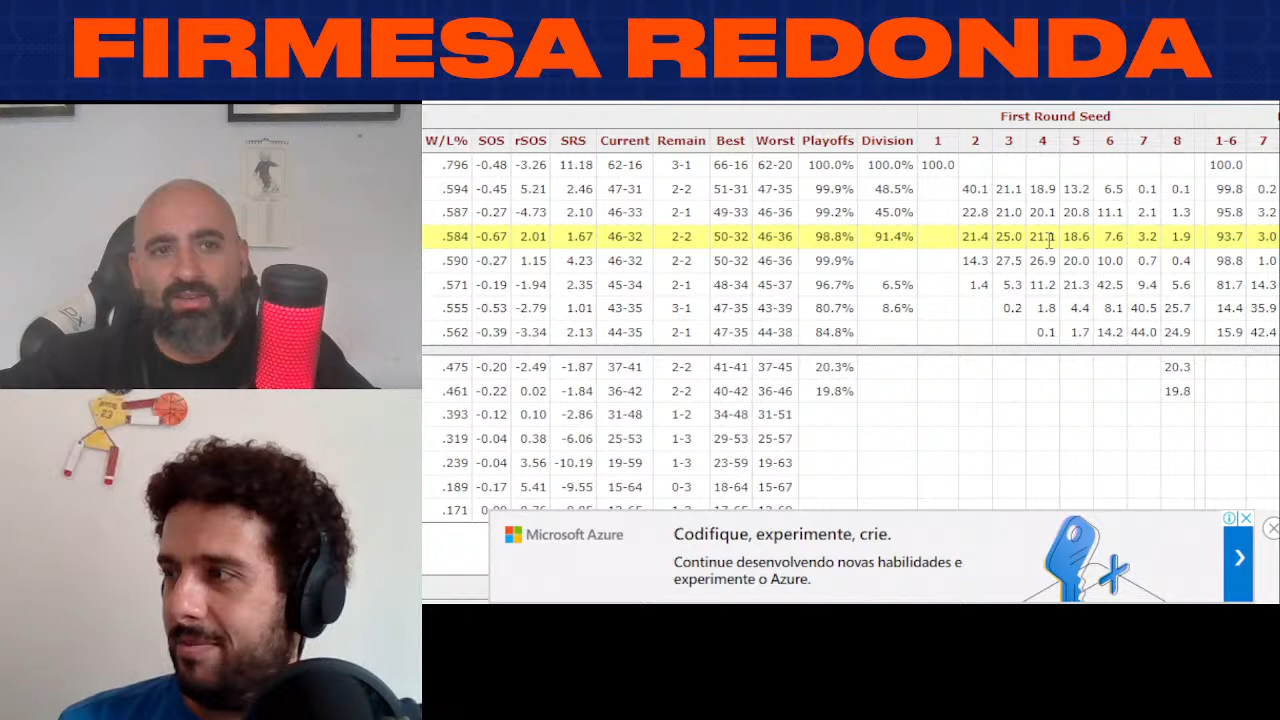 FIRMESA REDONDA
First Round Seed
W/L% SOS rSOS SRS Current Remain Best Worst Playoffs Division 1 2 3 4 5 6 7 8 1-6 7
.796 -0.48 -3.26 11.18 62-16 3-1 66-16 62-20 100.0% 100.0% 100.0 100.0
.594 -0.45 5.21 2.46 47-31 2-2 51-31 47-35 99.9% 48.5% 40.1 21.1 18.9 13.2 6.5 0.1 0.1 99.8 0.2
.587 -0.27 -4.73 2.10 46-33 2-1 49-33 46-36 99.2% 45.0% 22.8 21.0 20.1 20.8 11.1 2.1 1.3 95.8 3.2
.584 -0.67 2.01 1.67 46-32 2-2 50-32 46-36 98.8% 91.4% 21.4 25.0 21.1 18.6 7.6 3.2 1.9 93.7 3.0
.590 -0.27 1.15 4.23 46-32 2-2 50-32 46-36 99.9% 14.3 27.5 26.9 20.0 10.0 0.7 0.4 98.8 1.0
.571 -0.19 -1.94 2.35 45-34 2-1 48-34 45-37 96.7% 6.5% 1.4 5.3 11.2 21.3 42.5 9.4 5.6 81.7 14.3
.555 -0.53 -2.79 1.01 43-35 3-1 47-35 43-39 80.7% 8.6% 0.2 1.8 4.4 8.1 40.5 25.7 14.4 35.9
.562 -0.39 -3.34 2.13 44-35 2-1 47-35 44-38 84.8% 0.1 1.7 14.2 44.0 24.9 15.9 42.4
.475 -0.20 -2.49 -1.87 37-41 2-2 41-41 37-45 20.3% 20.3
.461 -0.22 0.02 -1.84 36-42 2-2 40-42 36-46 19.8% 19.8
.393 -0.12 0.10 -2.86 31-48 1-2 34-48 31-51
.319 -0.04 0.38 -6.06 25-53 1-3 29-53 25-57
.239 -0.04 3.56 -10.19 19-59 1-3 23-59 19-63
.189 -0.17 5.41 -9.55 15-64 0-3 18-64 15-67
.171
Microsoft Azure
Codifique, experimente, crie.
Continue desenvolvendo novas habilidades e
experimente o Azure.
23